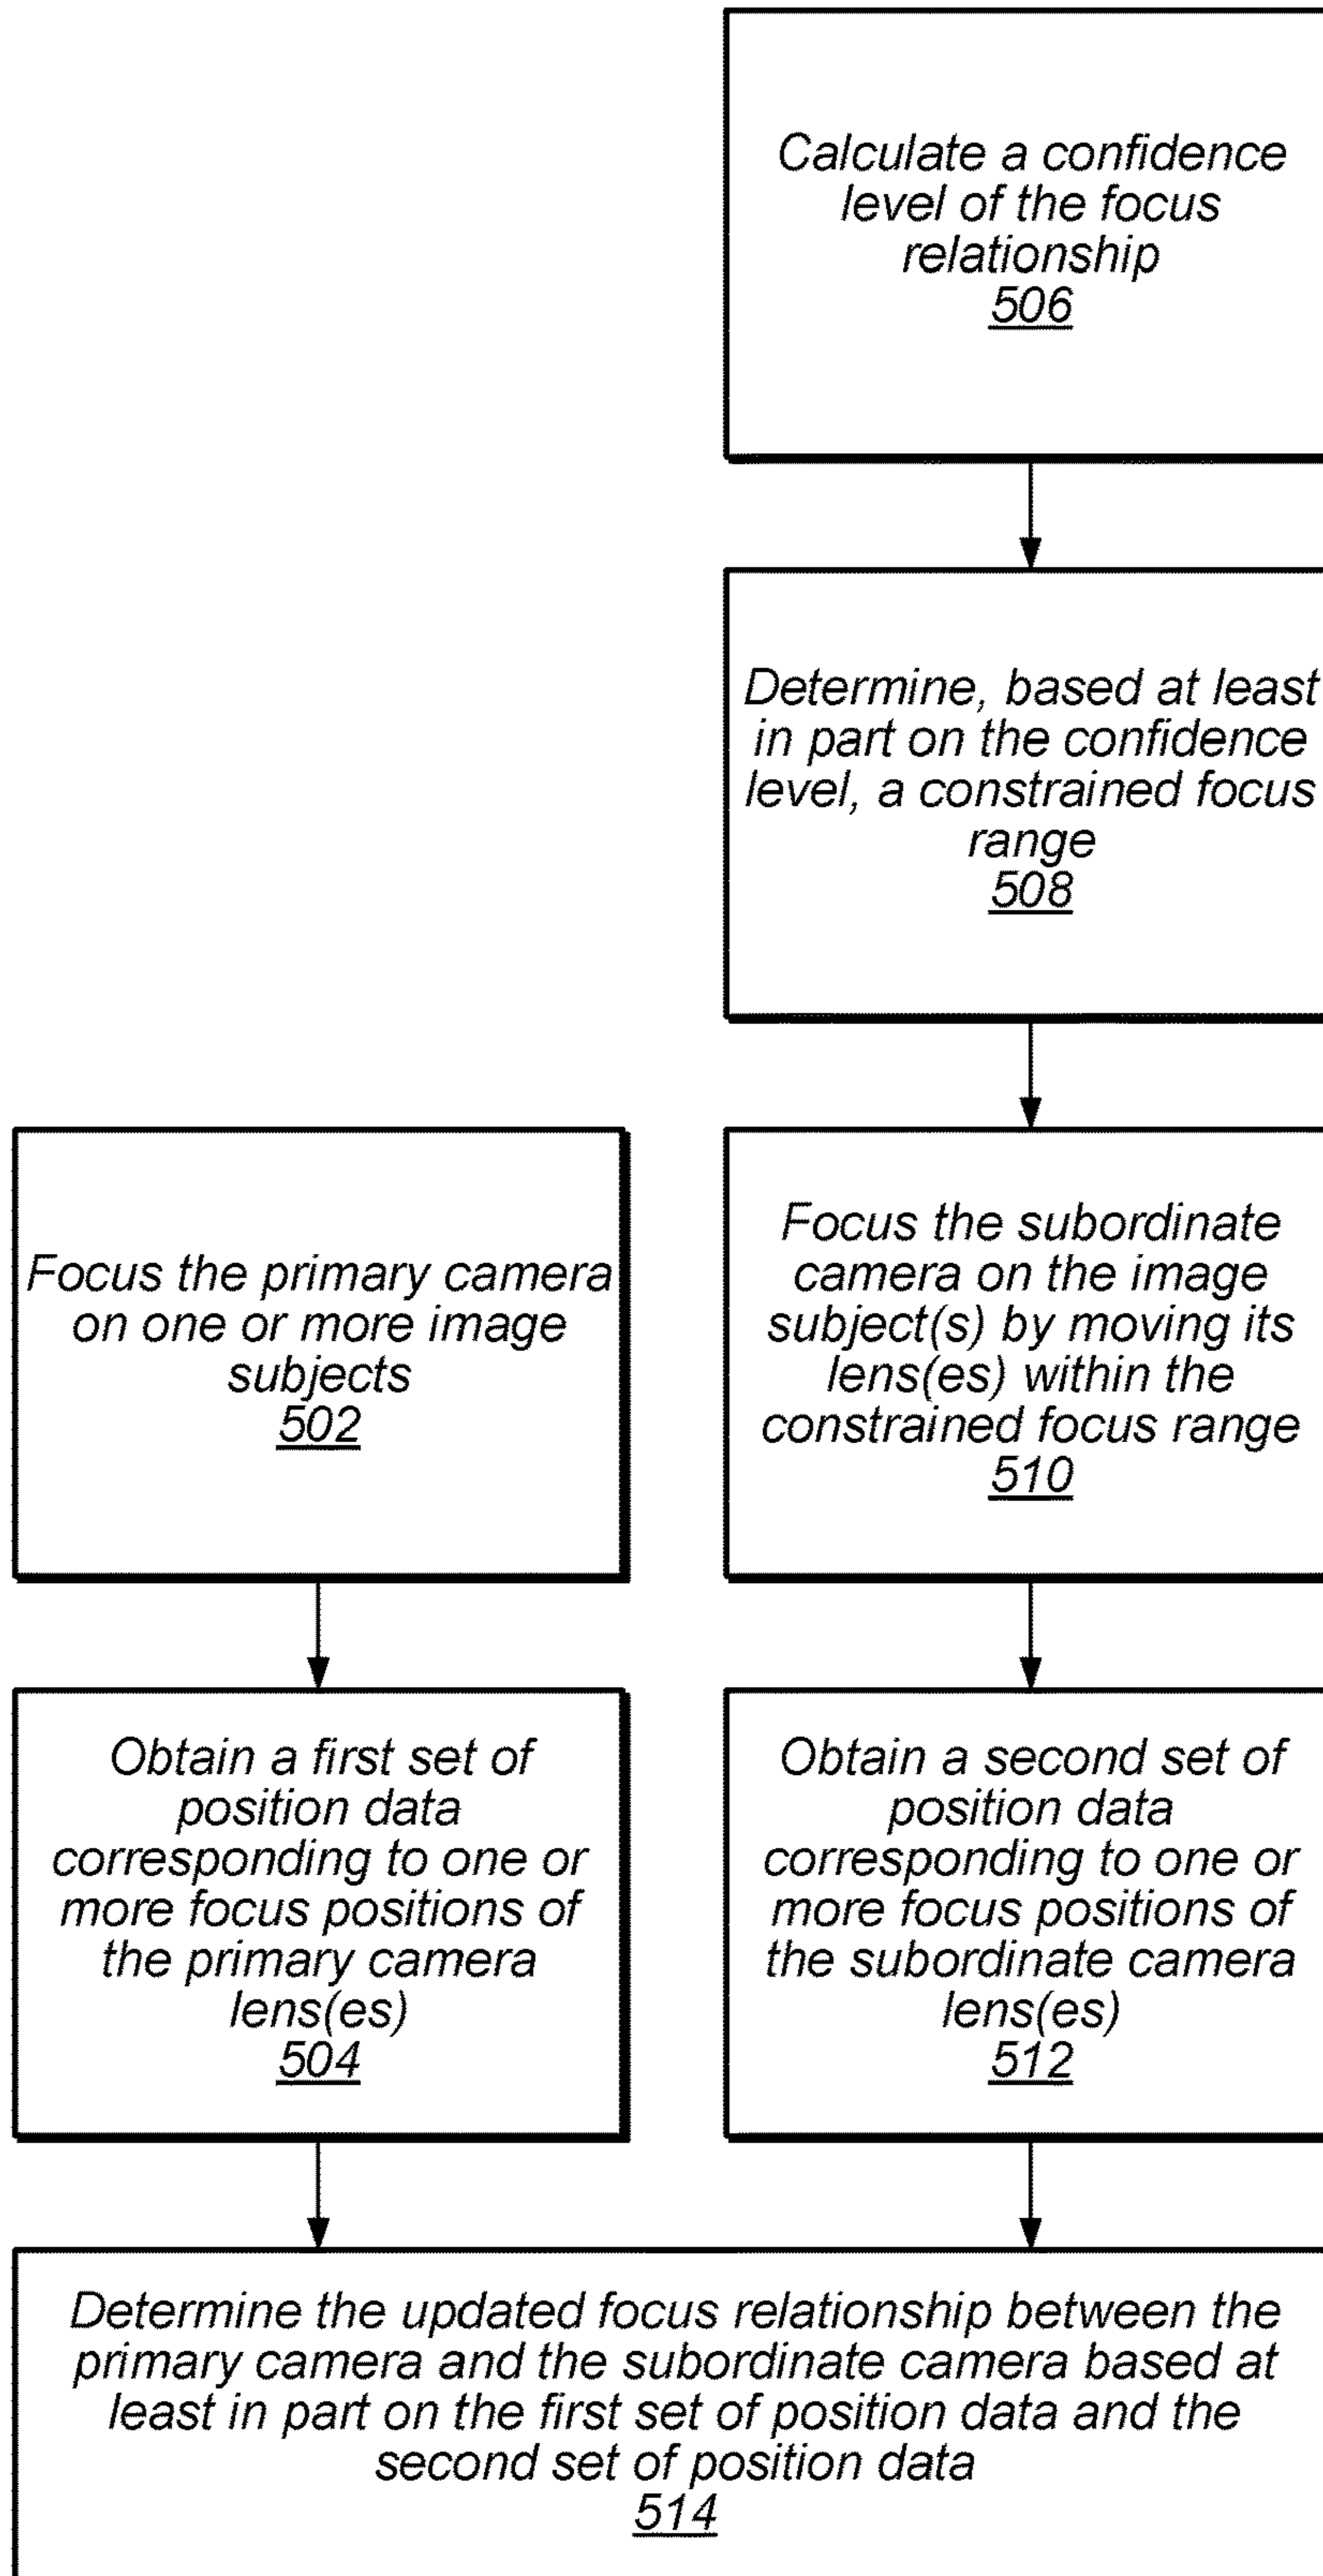 Calculate a confidence
level of the focus
relationship
506
Determine, based at least
in part on the confidence
level, a constrained focus
range
508
Focus the primary camera
on one or more image
subjects
502
Focus the subordinate
camera on the image
subject(s) by moving its
lens(es) within the
constrained focus range
510
Obtain a first set of
position data
corresponding to one or
more focus positions of
the primary camera
lens(es)
504
Obtain a second set of
position data
corresponding to one or
more focus positions of
the subordinate camera
lens(es)
512
Determine the updated focus relationship between the
primary camera and the subordinate camera based at
least in part on the first set of position data and the
second set of position data
514